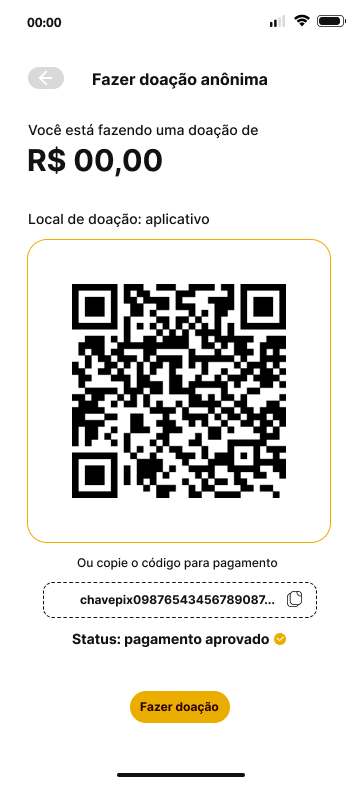 00:00
Fazer doação anônima
Você está fazendo uma doação de
R$ 00,00
Local de doação: aplicativo
Ou copie o código para pagamento
chavepix09876543456789087...
Status: pagamento aprovado
Fazer doação